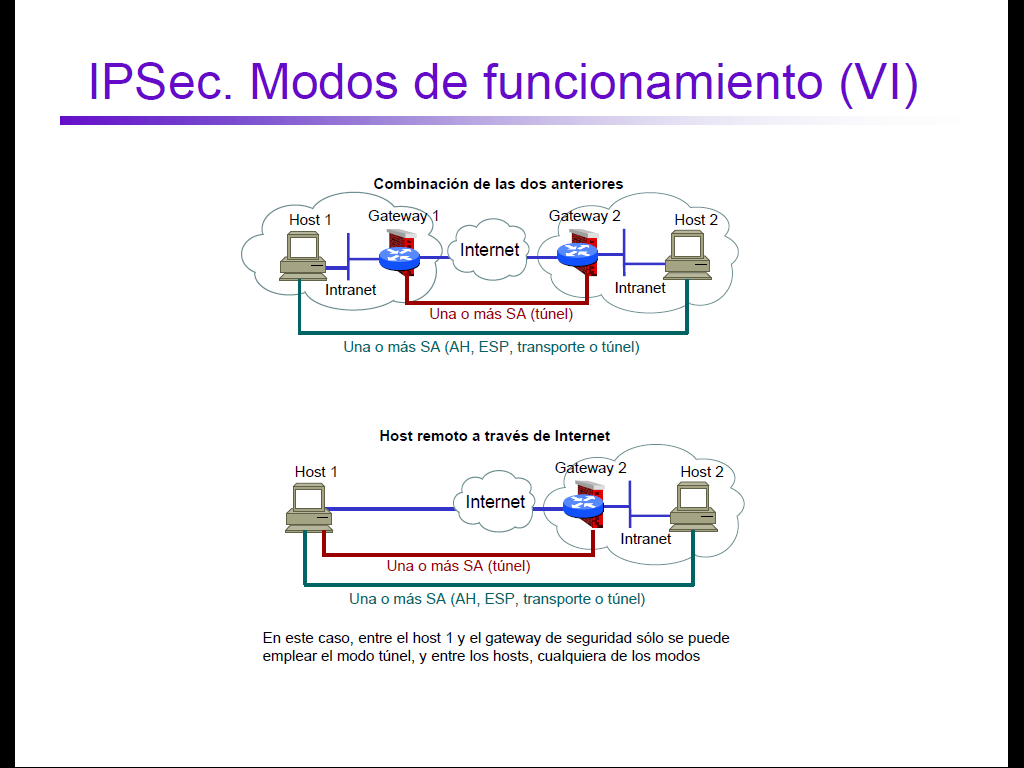 IPSec. Modos de funcionamiento (VI)
Combinación de las dos anteriores
Host 1
Gateway 1
Gateway 2
Host 2
Internet
Intranet
Intranet
Una o más SA (túnel)
Una o más SA (AH, ESP, transporte o túnel)
Host remoto a través de Internet
Host 1
Gateway 2
Host 2
Internet
Intranet
Una o más SA (túnel)
Una o más SA (AH, ESP, transporte o túnel)
En este caso, entre el host 1 y el gateway de seguridad sólo se puede
emplear el modo túnel, y entre los hosts, cualquiera de los modos